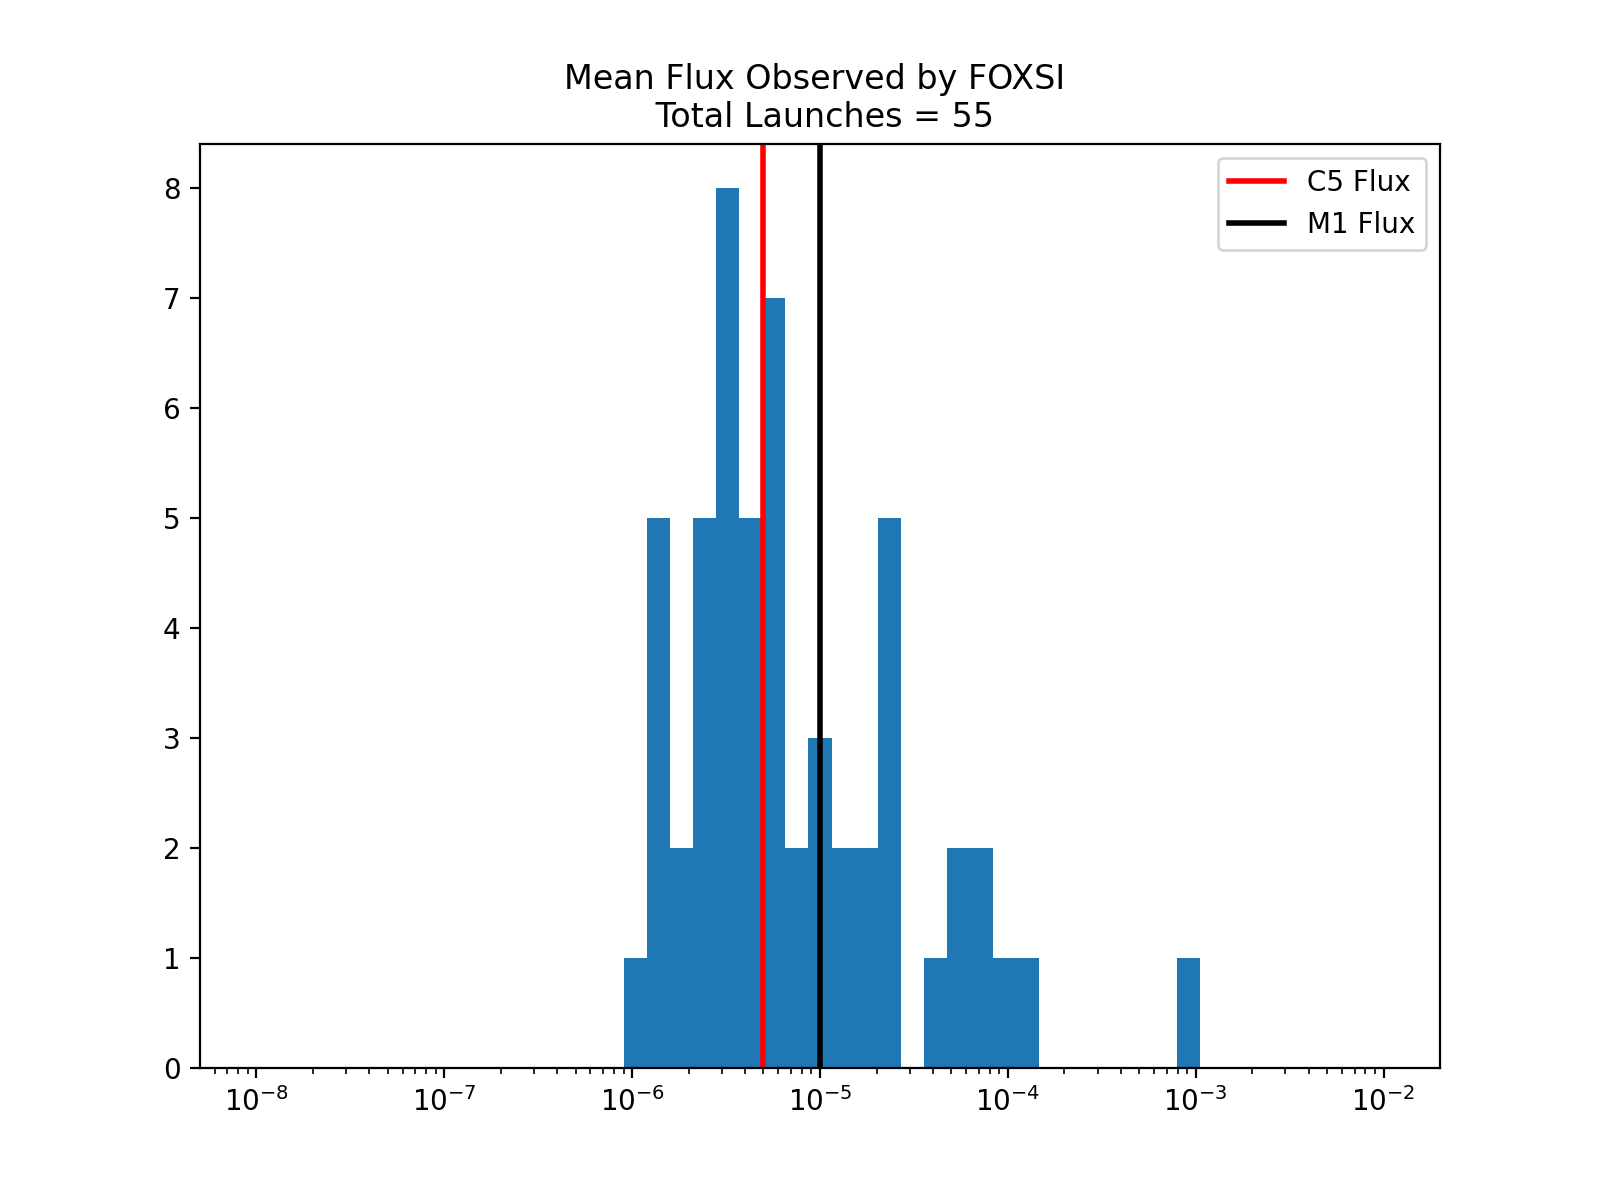 Mean Flux Observed by FOXSI
Total Launches = 55
C5 Flux
M1 Flux
8
7
6
5
4
3
2
1
0
10⁻⁸ 10⁻⁷ 10⁻⁶ 10⁻⁵ 10⁻⁴ 10⁻³ 10⁻²